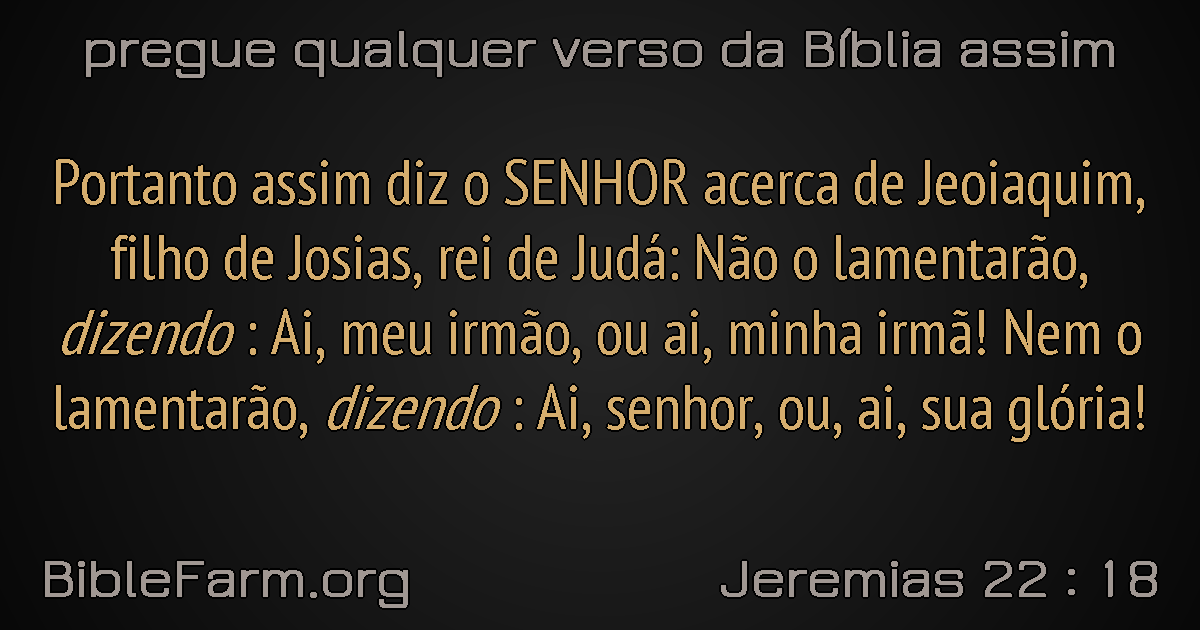 pregue qualquer verso da Bíblia assim
Portanto assim diz o SENHOR acerca de Jeoiaquim,
filho de Josias, rei de Judá: Não o lamentarão,
dizendo : Ai, meu irmão, ou ai, minha irmã! Nem o
lamentarão, dizendo : Ai, senhor, ou, ai, sua glória!
BibleFarm.org
Jeremias 22 : 18